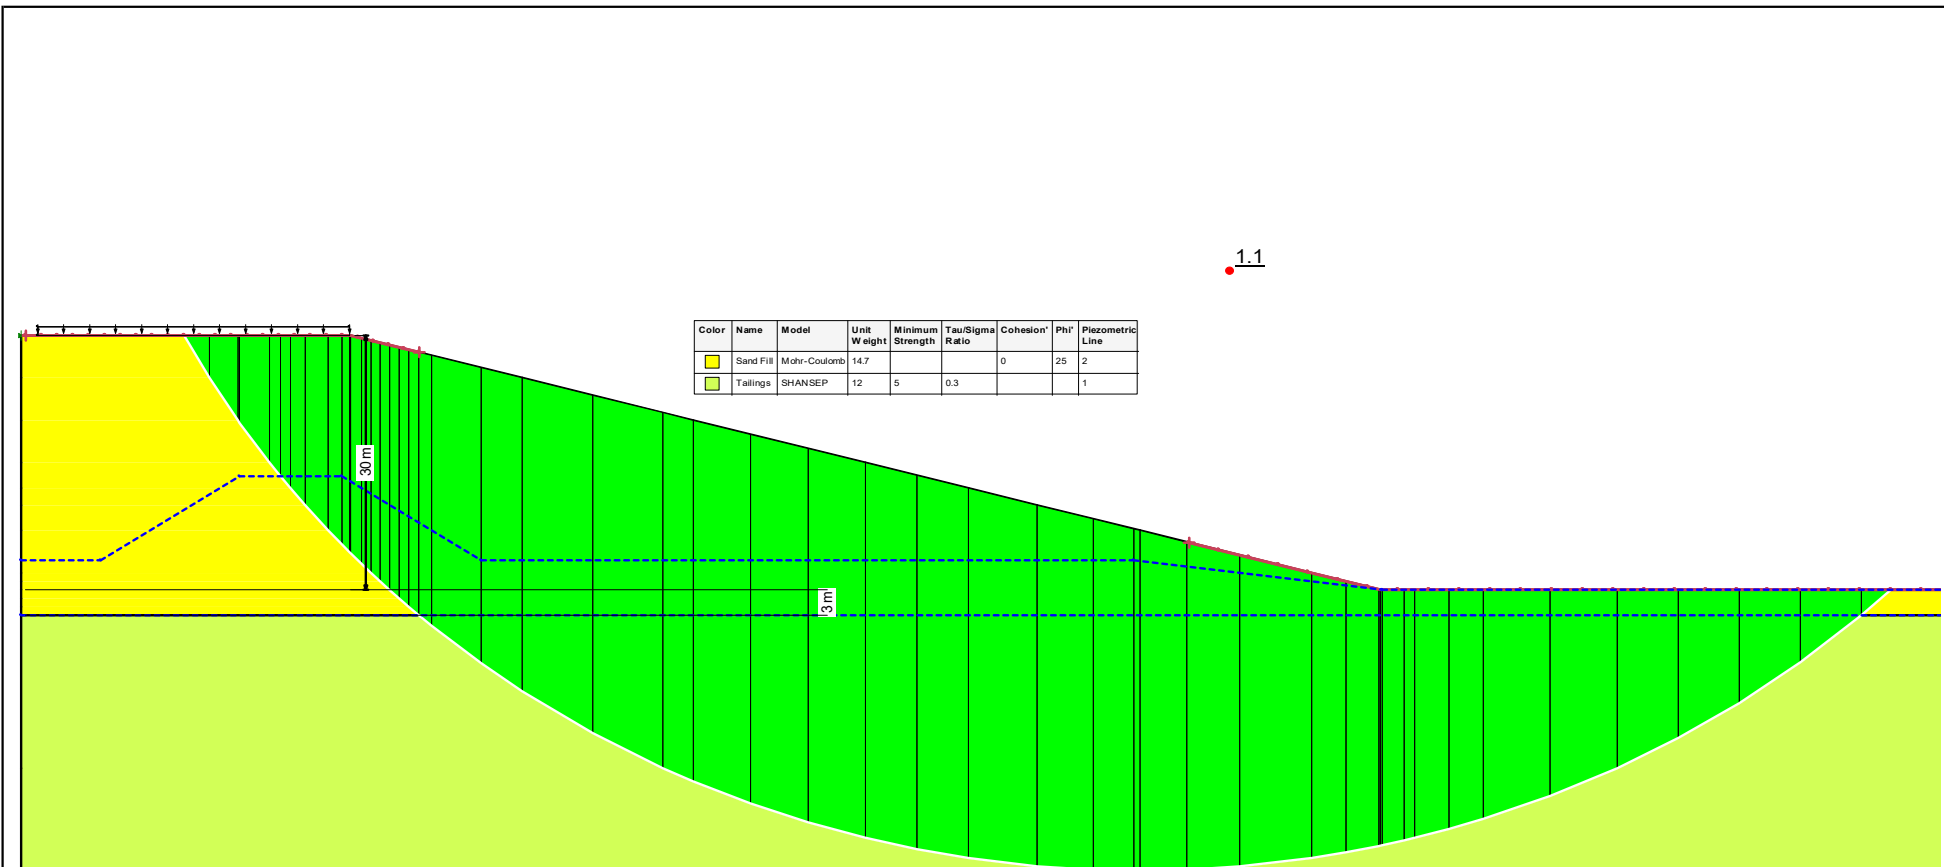 1.1
Color Name Model Unit Weight Minimum Strength Tau/Sigma Ratio Cohesion' Phi' Piezometric Line
Sand Fill Mohr-Coulomb 14.7 0 25 2
Tailings SHANSEP 12 5 0.3 1
30 m
3 m